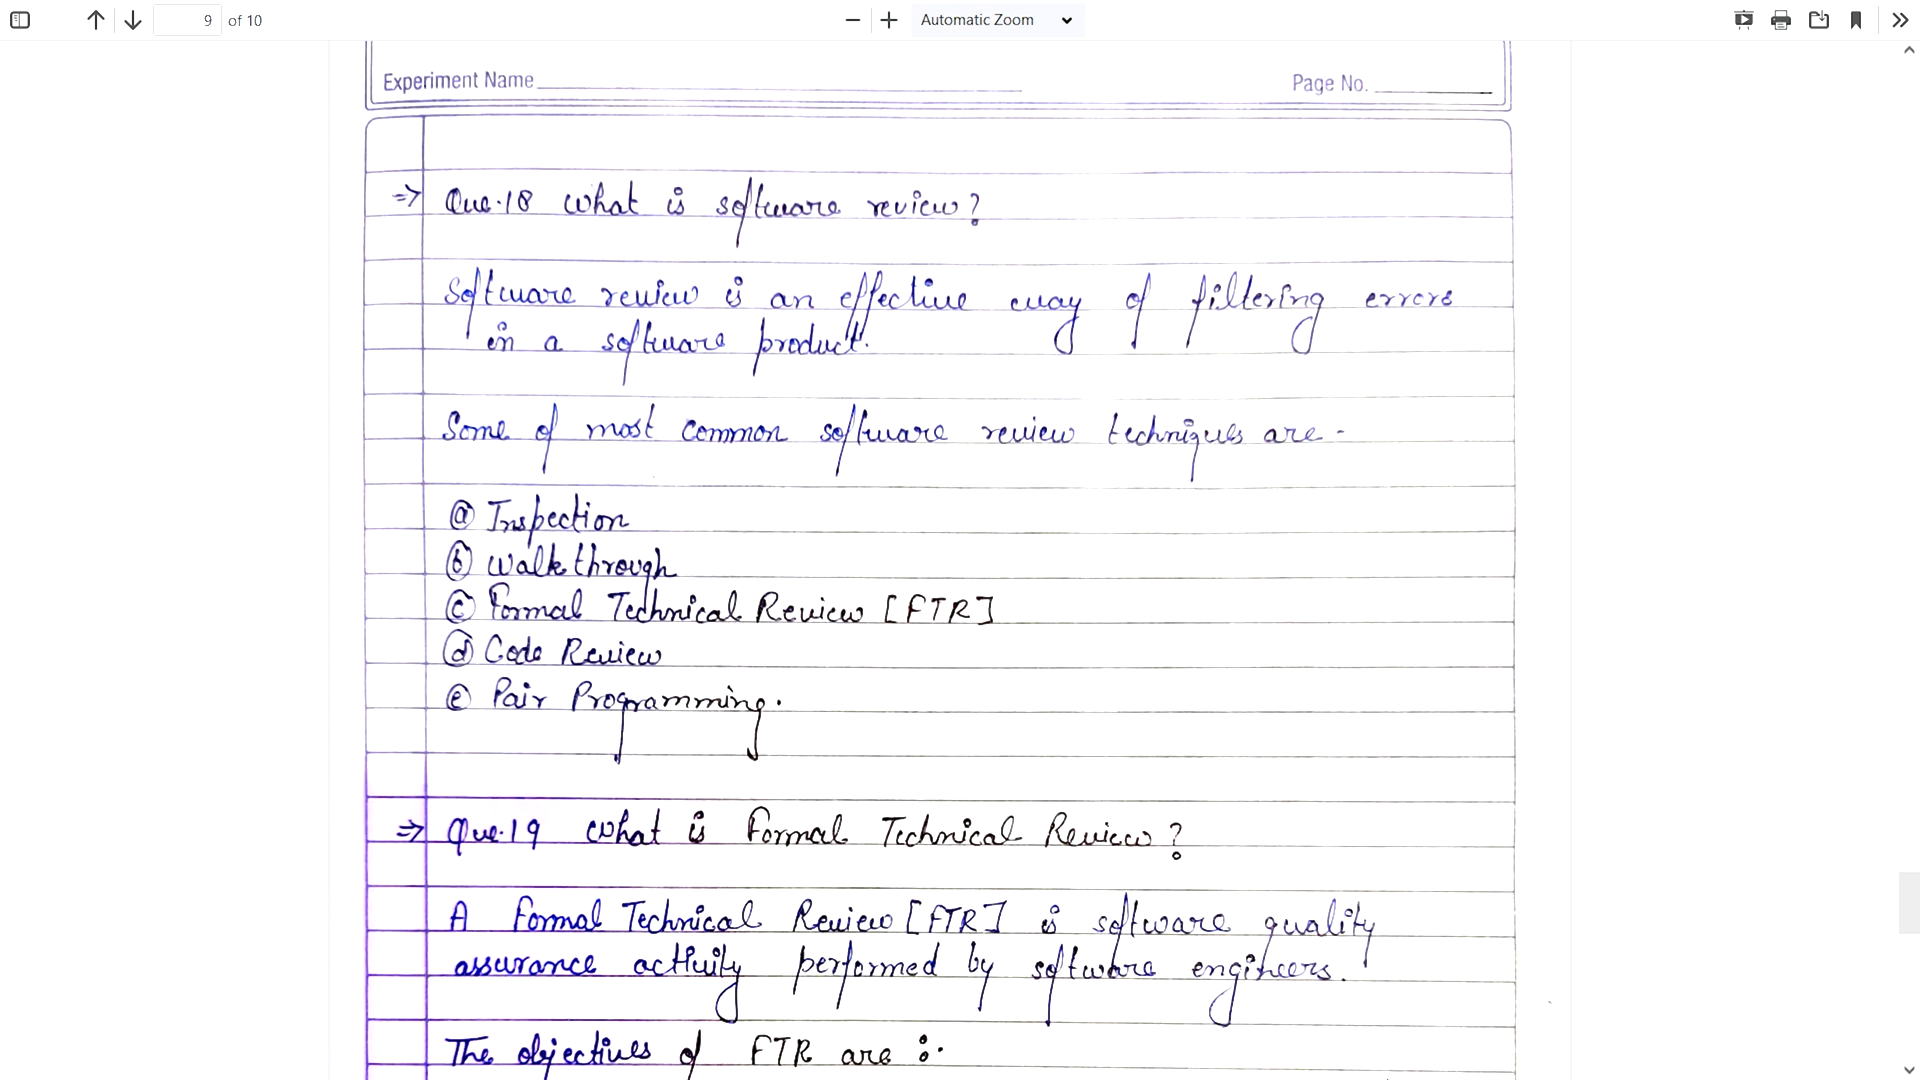 9 of 10
Automatic Zoom
Experiment Name
Page No.
=> Que.18 What is software review?
Software review is an effective way of filtering errors
in a software product.
Some of most common software review techniques are -
(a) Inspection
(b) Walkthrough
(c) Formal Technical Review [FTR]
(d) Code Review
(e) Pair Programming.
=> Que.19 What is Formal Technical Review?
A Formal Technical Review [FTR] is software quality
assurance activity performed by software engineers.
The objectives of FTR are :-